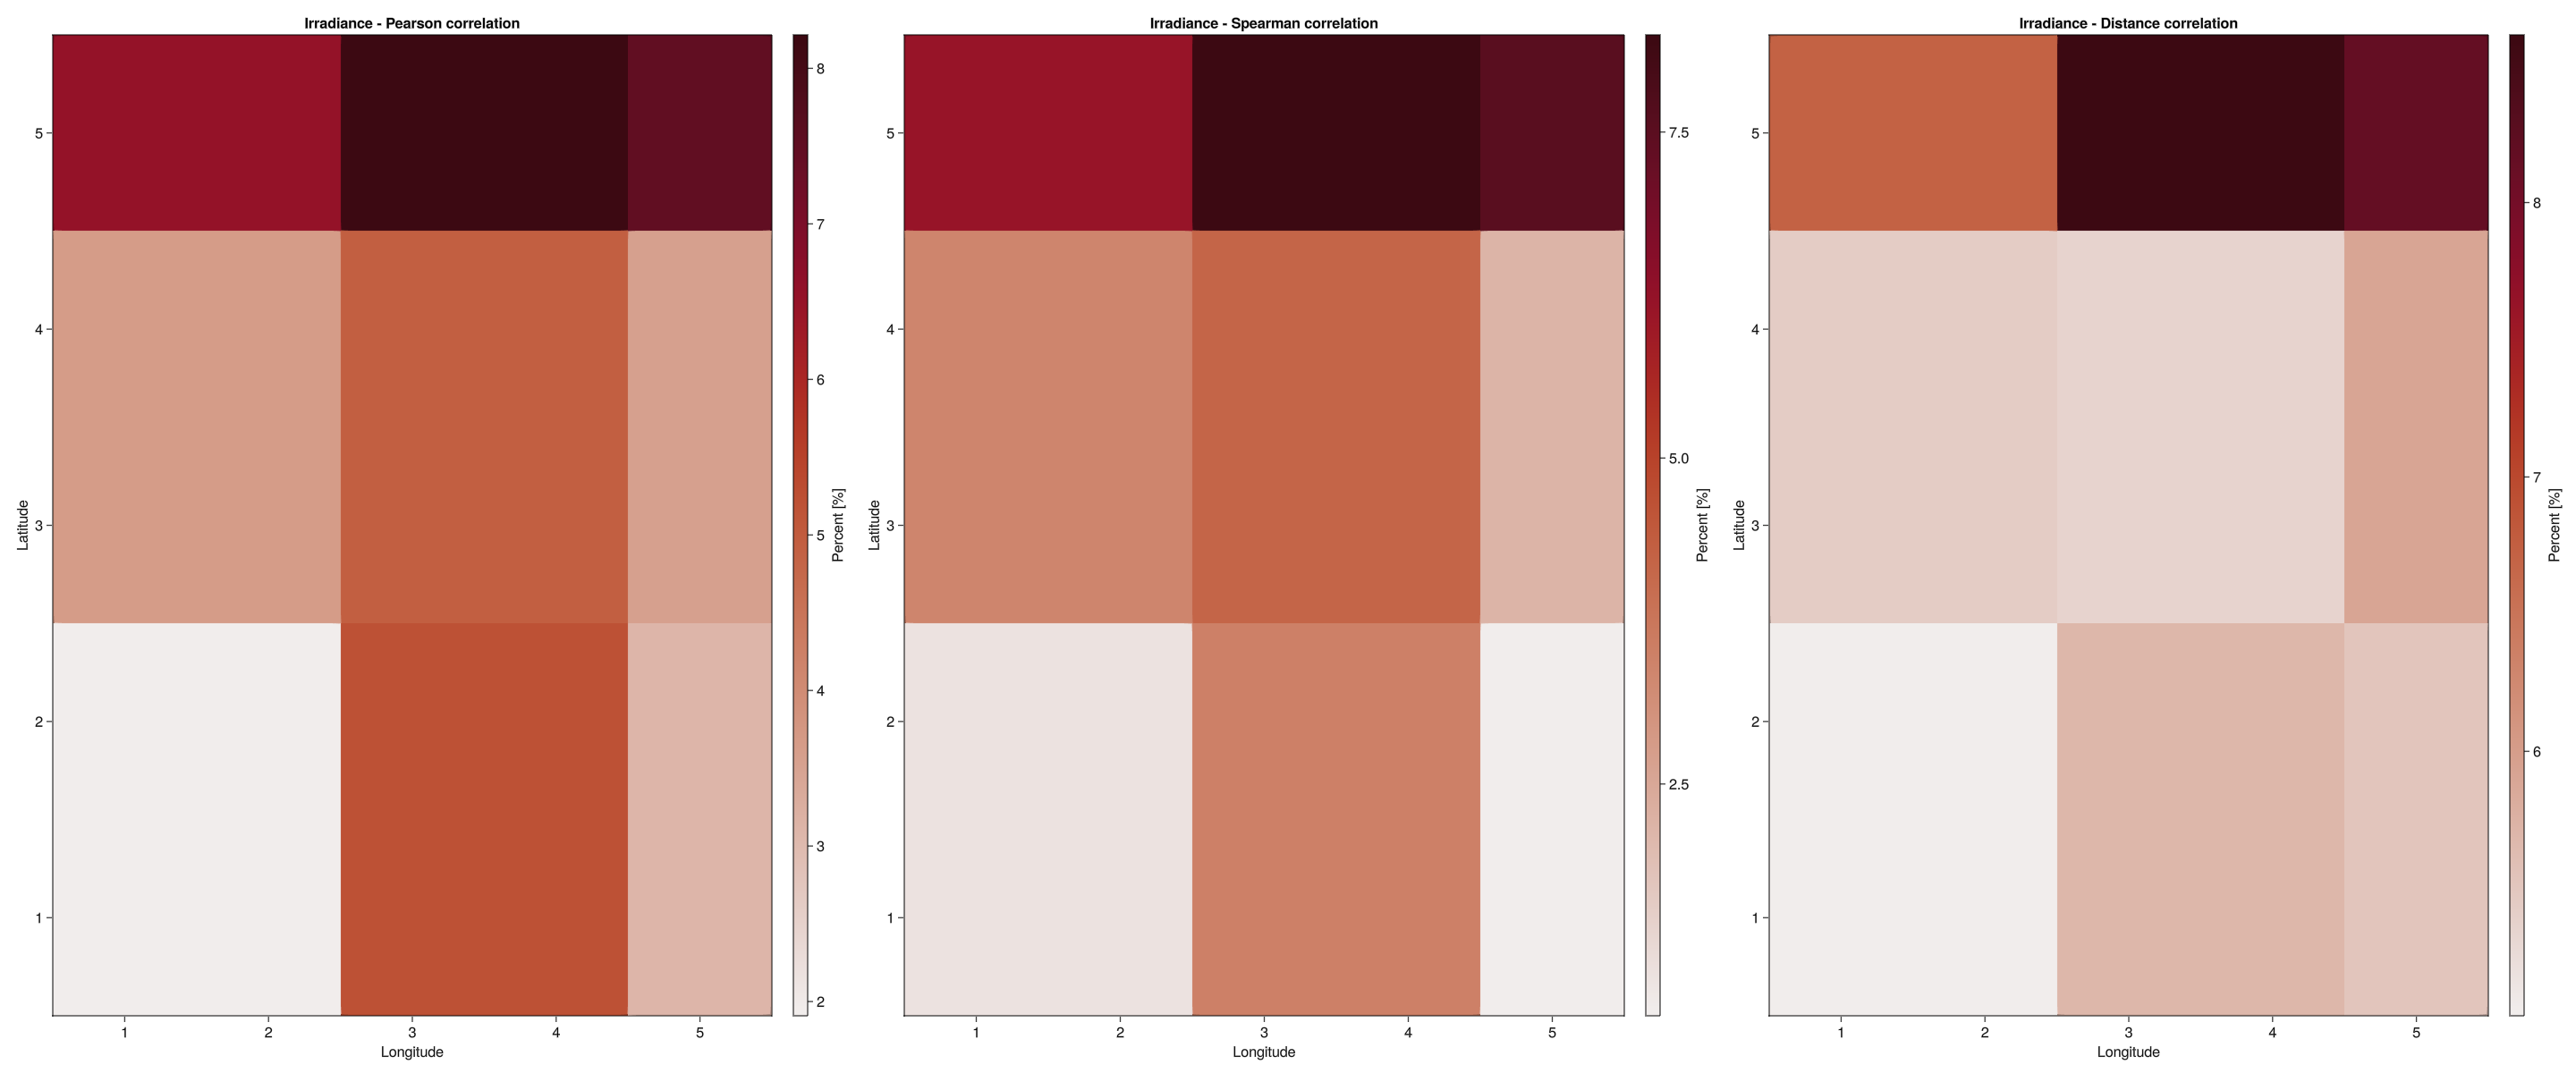 Irradiance - Pearson correlation
5
4
3
2
1
Latitude
1 2 3 4 5
Longitude
8
7
6
5
4
3
2
Percent [%]
Irradiance - Spearman correlation
5
4
3
2
1
Latitude
1 2 3 4 5
Longitude
7.5
5.0
2.5
Percent [%]
Irradiance - Distance correlation
5
4
3
2
1
Latitude
1 2 3 4 5
Longitude
8
7
6
Percent [%]